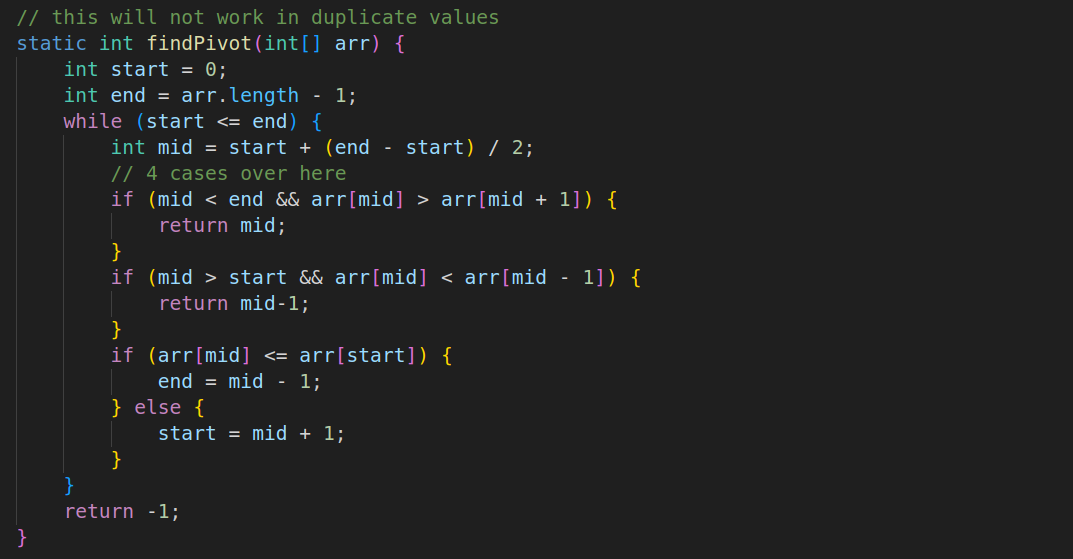 // this will not work in duplicate values
static int findPivot(int[] arr) {
    int start = 0;
    int end = arr.length - 1;
    while (start <= end) {
        int mid = start + (end - start) / 2;
        // 4 cases over here
        if (mid < end && arr[mid] > arr[mid + 1]) {
            return mid;
        }
        if (mid > start && arr[mid] < arr[mid - 1]) {
            return mid-1;
        }
        if (arr[mid] <= arr[start]) {
            end = mid - 1;
        } else {
            start = mid + 1;
        }
    }
    return -1;
}